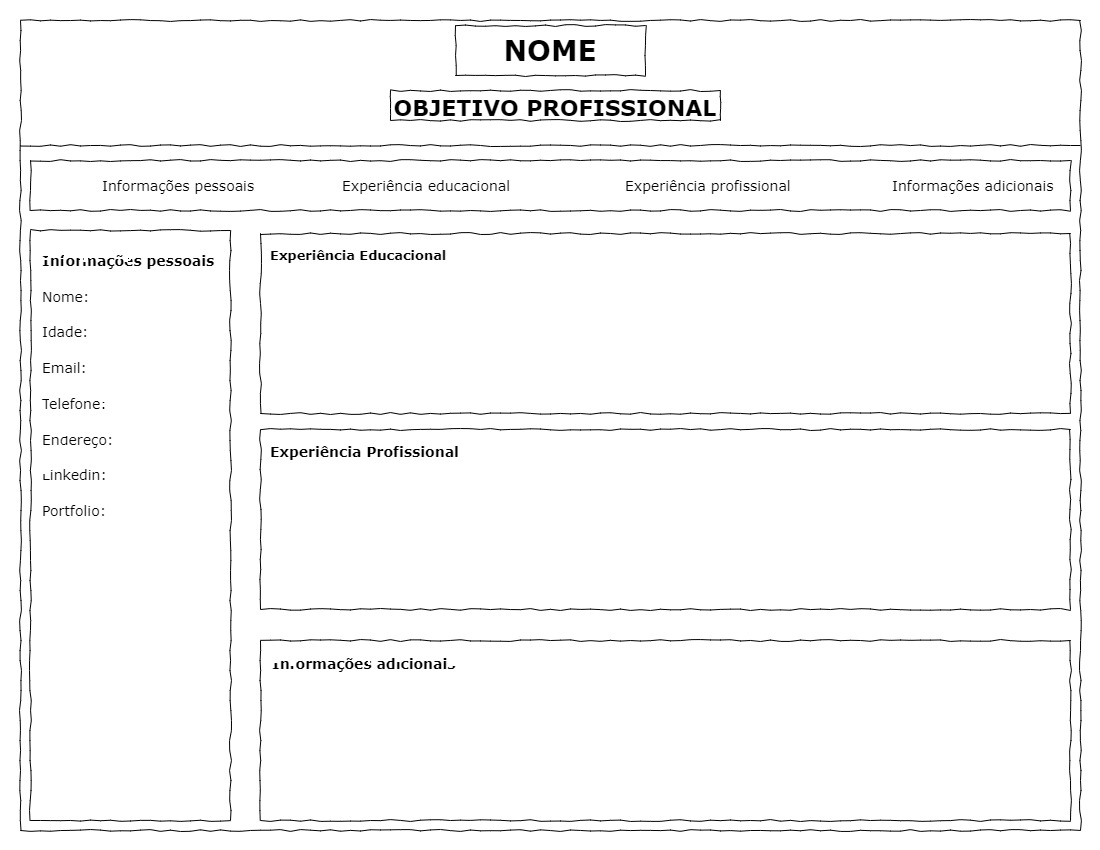 NOME
OBJETIVO PROFISSIONAL
Informações pessoais Experiência educacional Experiência profissional Informações adicionais
Informações pessoais
Nome:
Idade:
Email:
Telefone:
Endereço:
Linkedin:
Portfolio:
Experiência Educacional
Experiência Profissional
Informações adicionais